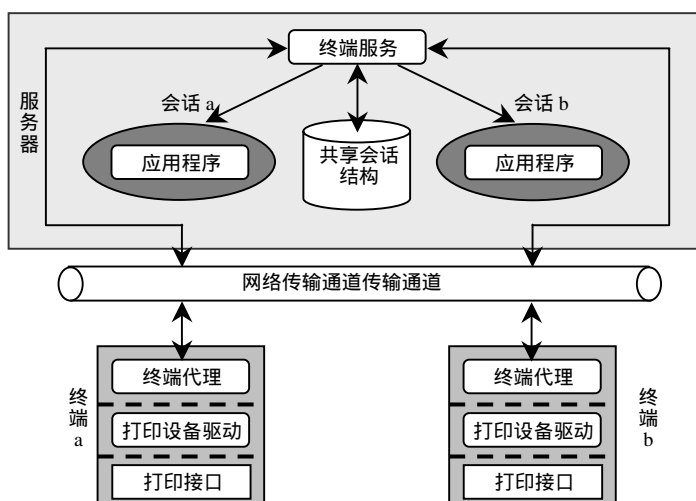 终端服务
服务器
会话 a
会话 b
应用程序
共享会话
结构
应用程序
网络传输通道传输通道
终端 a
终端代理
打印设备驱动
打印接口
终端代理
打印设备驱动
打印接口
终端 b